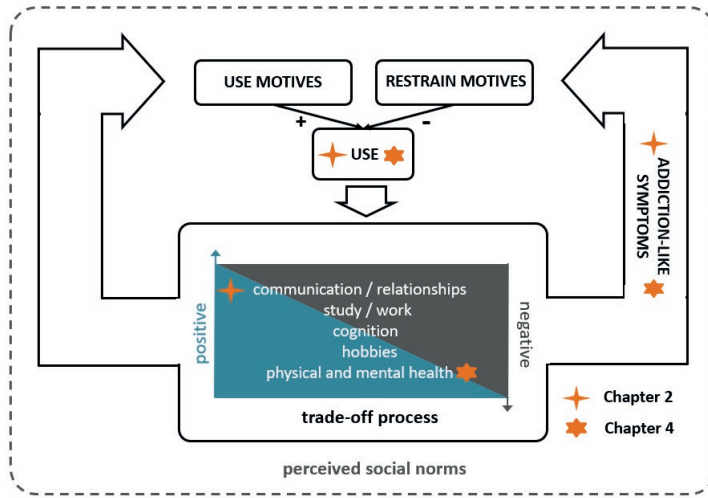 USE MOTIVES
RESTRAIN MOTIVES
+
-
USE
ADDICTION-LIKE
SYMPTOMS
positive
communication / relationships
study / work
cognition
hobbies
physical and mental health
negative
trade-off process
Chapter 2
Chapter 4
perceived social norms